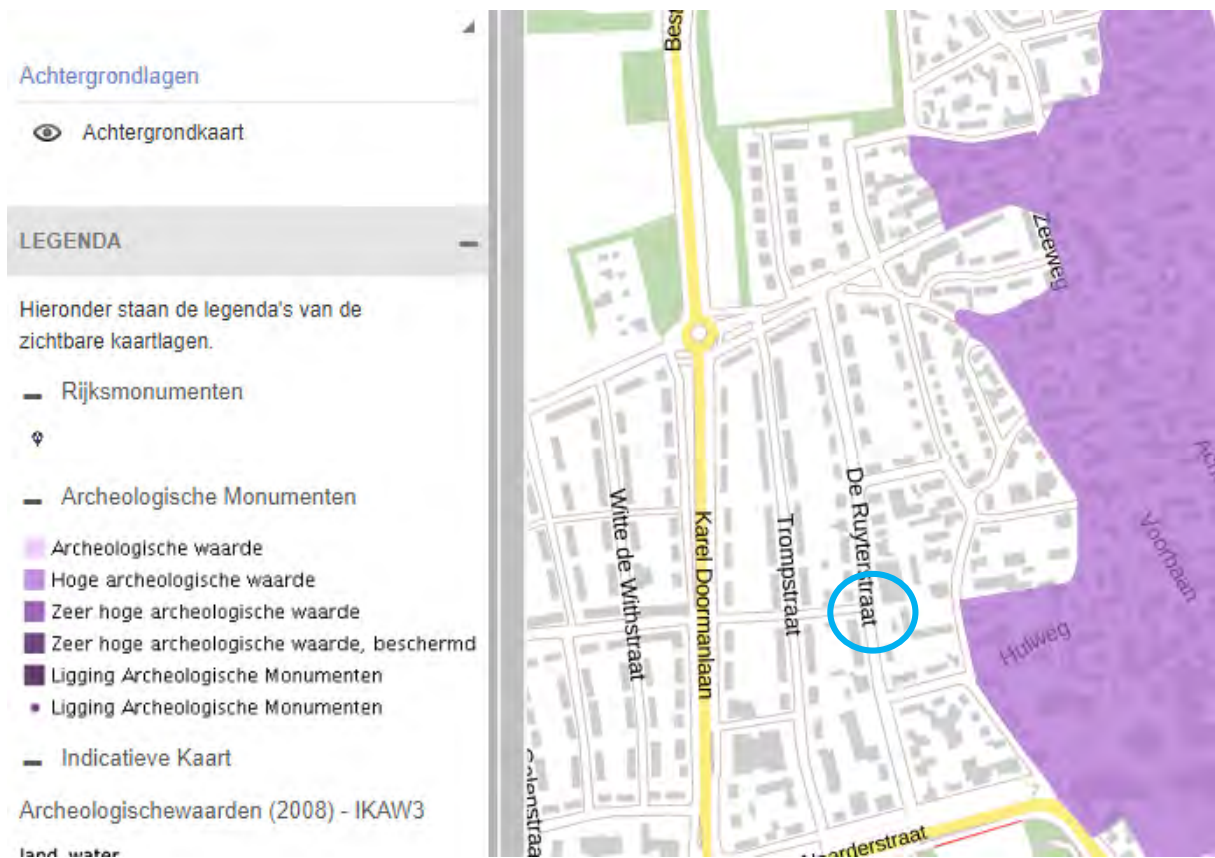 Achtergrondlagen
Achtergrondkaart
LEGENDA
Hieronder staan de legenda's van de
zichtbare kaartlagen.
Rijksmonumenten
Archeologische Monumenten
Archeologische waarde
Hoge archeologische waarde
Zeer hoge archeologische waarde
Zeer hoge archeologische waarde, beschermd
Ligging Archeologische Monumenten
Ligging Archeologische Monumenten
Indicatieve Kaart
Archeologischewaarden (2008) - IKAW3
land water
Zeeweg
Witte de Withstraat
Karel Doormanlaan
Trompstraat
De Ruyterstraat
Voorbaan
Hulweg